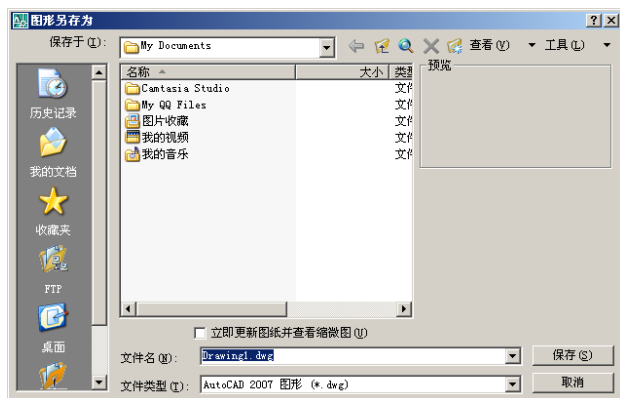 图形另存为
保存于(I):
My Documents
查看(V)
工具(L)
名称
大小
类型
预览
Camtasia Studio
文件
My QQ Files
文件
图片收藏
文件
我的视频
文件
我的音乐
文件
历史记录
我的文档
收藏夹
FTP
桌面
立即更新图纸并查看缩微图(U)
文件名(N):
Drawing1.dwg
保存(S)
文件类型(T):
AutoCAD 2007 图形 (*.dwg)
取消